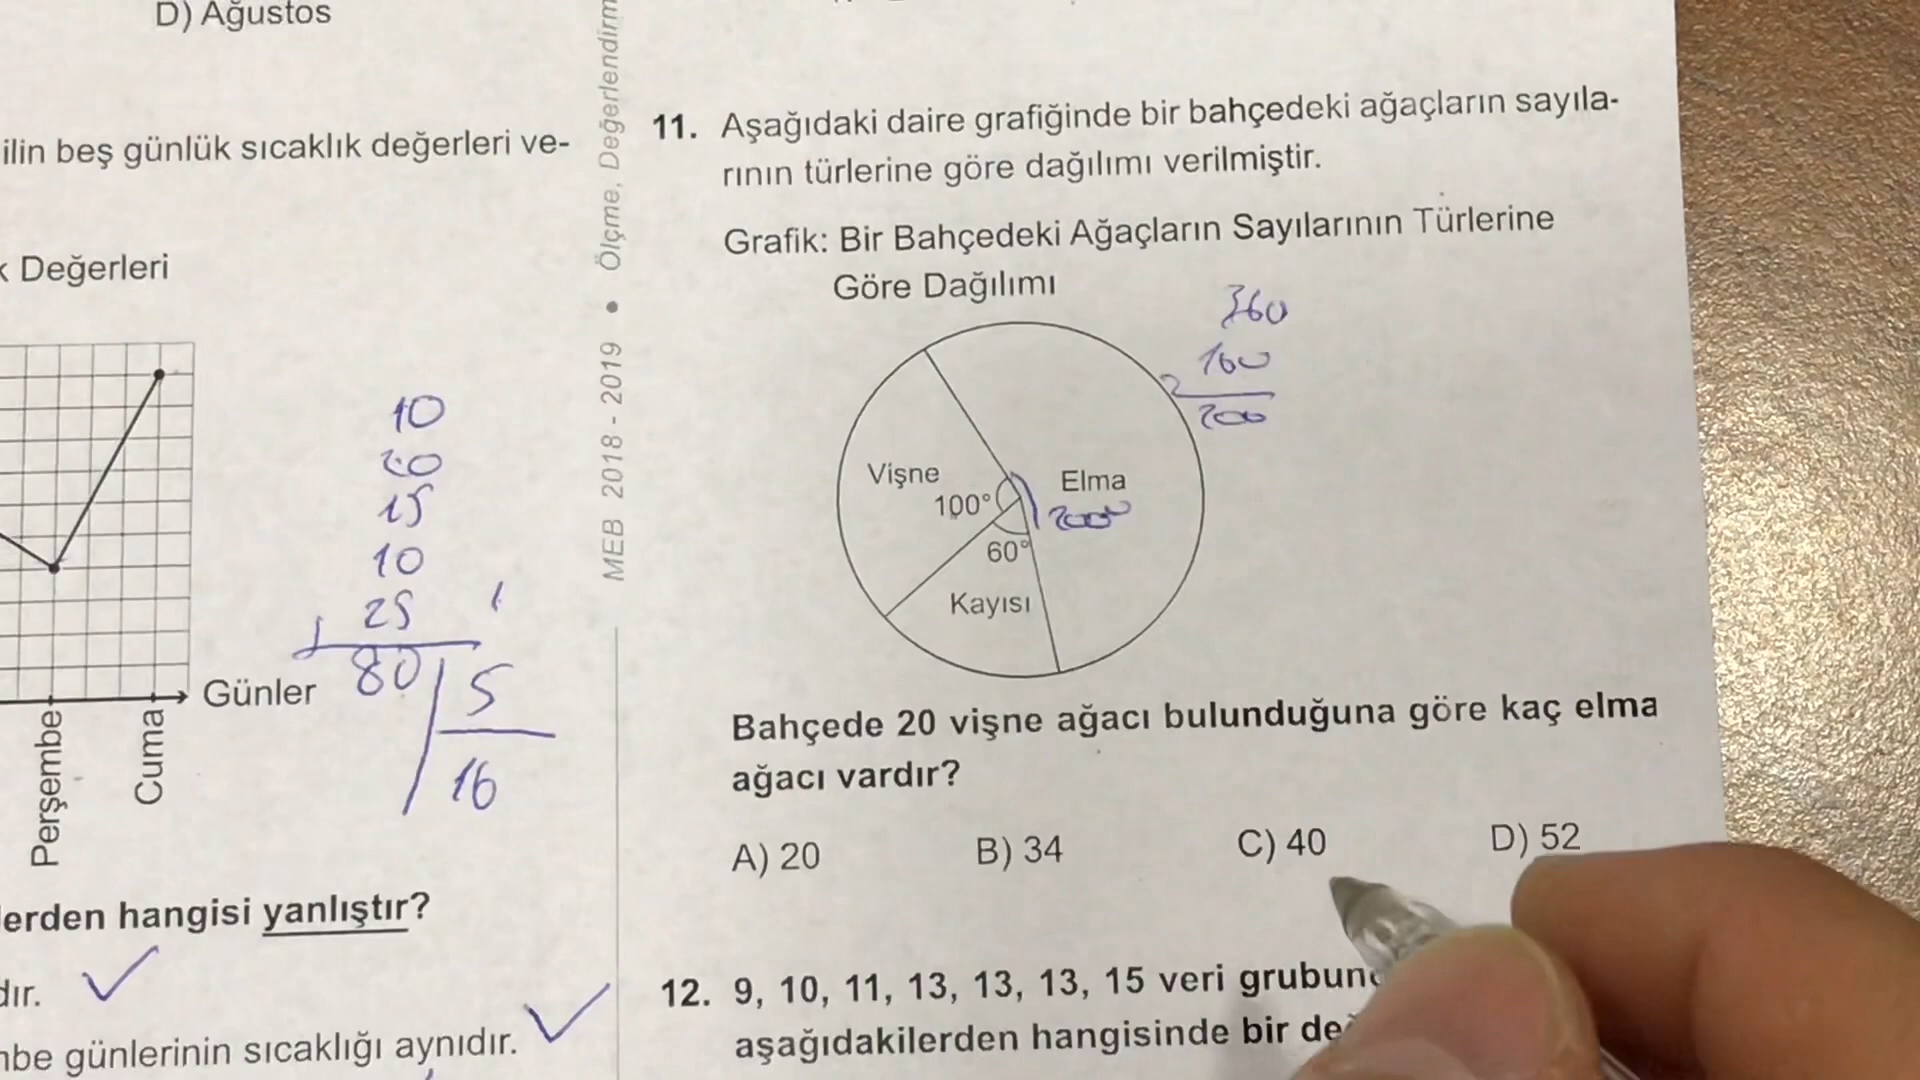 D) Ağustos
ilin beş günlük sıcaklık değerleri ve-
Değerleri
10
20
15
10
25
80
5
16
Günler
Perşembe
Cuma
erden hangisi yanlıştır?
dır.
günlerinin sıcaklığı aynıdır.
MEB 2018 - 2019 • Ölçme, Değerlendirm
11. Aşağıdaki daire grafiğinde bir bahçedeki ağaçların sayıla-
rının türlerine göre dağılımı verilmiştir.
Grafik: Bir Bahçedeki Ağaçların Sayılarının Türlerine
Göre Dağılımı
360
160
200
Vişne
100°
Elma
60°
Kayısı
Bahçede 20 vişne ağacı bulunduğuna göre kaç elma
ağacı vardır?
A) 20 B) 34 C) 40 D) 52
12. 9, 10, 11, 13, 13, 13, 15 veri grubun
aşağıdakilerden hangisinde bir de